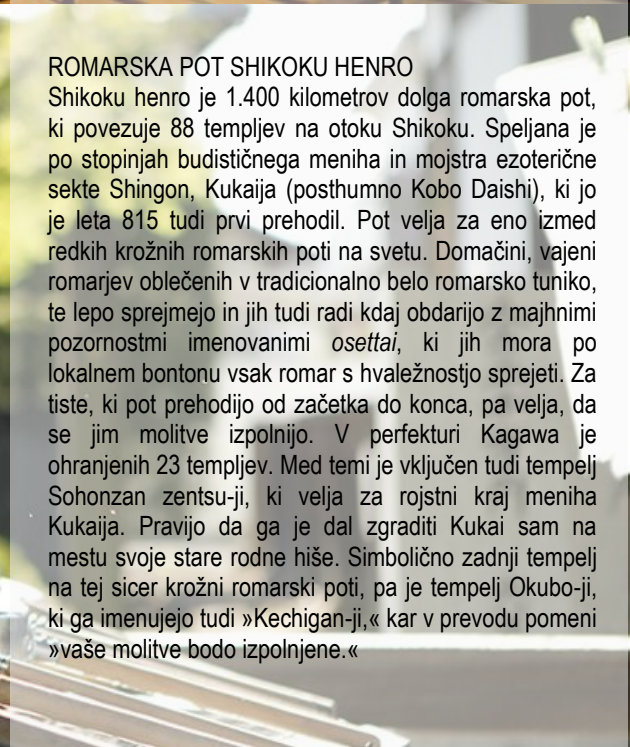 ROMARSKA POT SHIKOKU HENRO
Shikoku henro je 1.400 kilometrov dolga romarska pot,
ki povezuje 88 templjev na otoku Shikoku. Speljana je
po stopinjah budističnega meniha in mojstra ezoterične
sekte Shingon, Kukaija (posthumno Kobo Daishi), ki jo
je leta 815 tudi prvi prehodil. Pot velja za eno izmed
redkih krožnih romarskih poti na svetu. Domačini, vajeni
romarjev oblečenih v tradicionalno belo romarsko tuniko,
te lepo sprejmejo in jih tudi radi kdaj obdarijo z majhnimi
pozornostmi imenovanimi osettai, ki jih mora po
lokalnem bontonu vsak romar s hvaležnostjo sprejeti. Za
tiste, ki pot prehodijo od začetka do konca, pa velja, da
se jim molitve izpolnijo. V perfekturi Kagawa je
ohranjenih 23 templjev. Med temi je vključen tudi tempelj
Sohonzan zentsu-ji, ki velja za rojstni kraj meniha
Kukaija. Pravijo da ga je dal zgraditi Kukai sam na
mestu svoje stare rodne hiše. Simbolično zadnji tempelj
na tej sicer krožni romarski poti, pa je tempelj Okubo-ji,
ki ga imenujejo tudi »Kechigan-ji,« kar v prevodu pomeni
»vaše molitve bodo izpolnjene.«